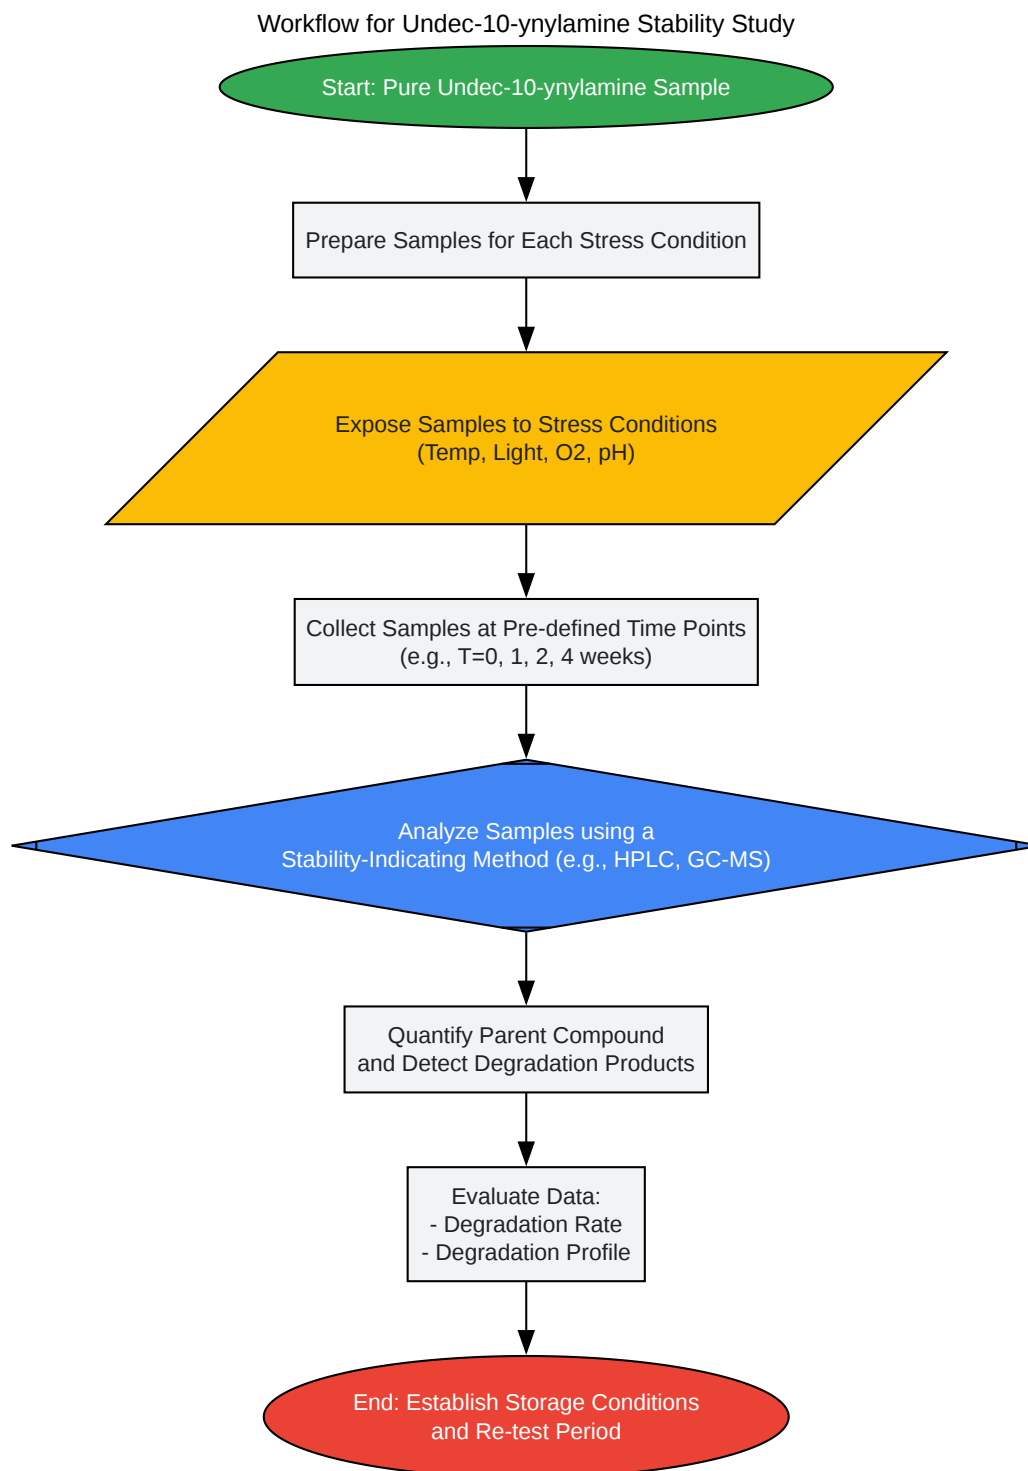 Workflow for Undec-10-ynylamine Stability Study
Start: Pure Undec-10-ynylamine Sample
Prepare Samples for Each Stress Condition
Expose Samples to Stress Conditions
(Temp, Light, O2, pH)
Collect Samples at Pre-defined Time Points
(e.g., T=0, 1, 2, 4 weeks)
Analyze Samples using a
Stability-Indicating Method (e.g., HPLC, GC-MS)
Quantify Parent Compound
and Detect Degradation Products
Evaluate Data:
- Degradation Rate
- Degradation Profile
End: Establish Storage Conditions
and Re-test Period